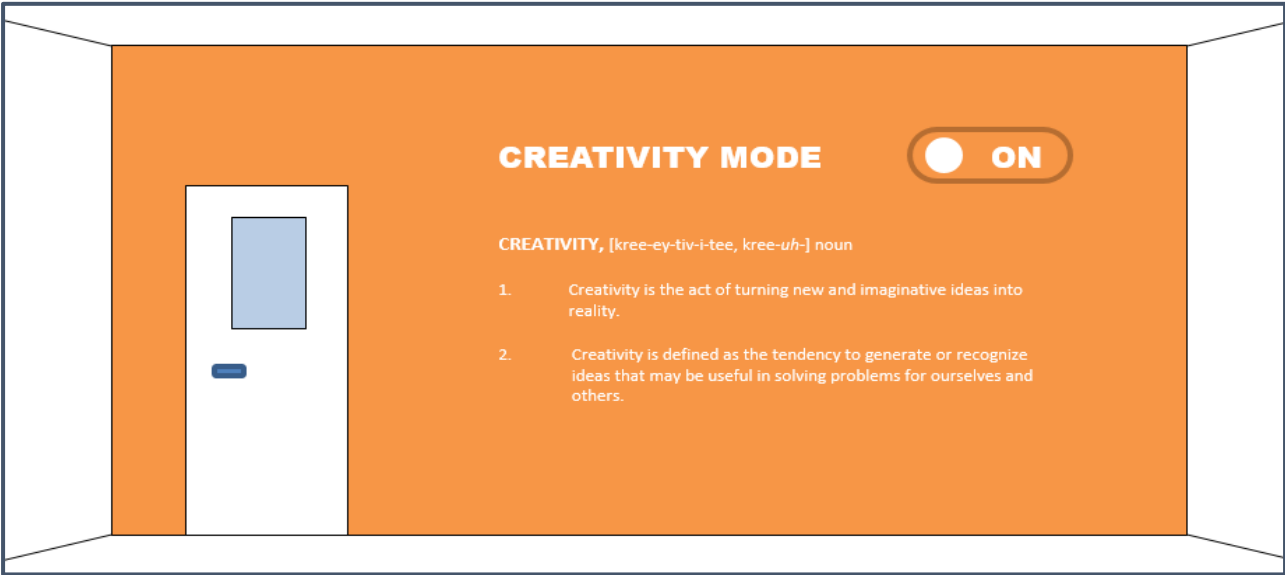 CREATIVITY MODE ON
CREATIVITY, [kree-ey-tiv-i-tee, kree-uh-] noun
1. Creativity is the act of turning new and imaginative ideas into
reality.
2. Creativity is defined as the tendency to generate or recognize
ideas that may be useful in solving problems for ourselves and
others.